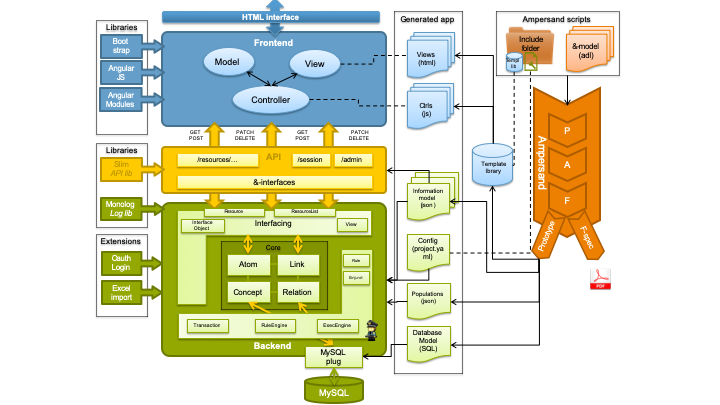 HTML interface
Libraries
Boot
strap
Angular
JS
Angular
Modules
Frontend
Model
View
Controller
GET
POST
PATCH
DELETE
GET
POST
PATCH
DELETE
Libraries
Slim
API lib
Monolog
Log lib
API
/resources/...
/session
/admin
&-interfaces
Extensions
Oauth
Login
Excel
import
Resource
ResourceList
Interface
Object
Interfacing
View
Core
Atom
Link
Concept
Relation
Rule
Transaction
RuleEngine
ExecEngine
Backend
MySQL
plug
MySQL
Generated app
Views
(html)
Ctrls
(js)
Information
model
(json)
Config
(project.ya
ml)
Populations
(json)
Database
Model
(SQL)
Template
library
Ampersand scripts
Include
folder
lib
&-model
(adl)
Ampersand
P
A
F
Prototype
F-spec
PDF